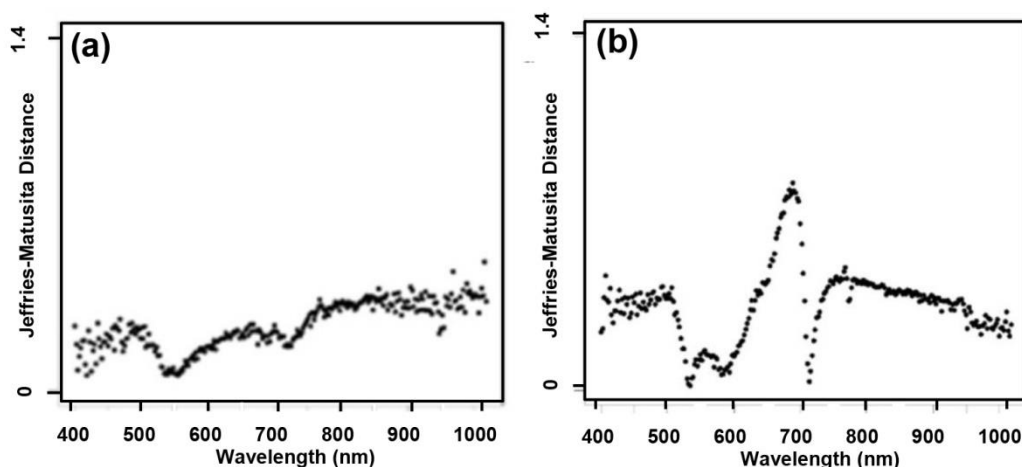 (a)
1.4
Jeffries-Matusita Distance
0
400 500 600 700 800 900 1000
Wavelength (nm)
(b)
1.4
Jeffries-Matusita Distance
0
400 500 600 700 800 900 1000
Wavelength (nm)